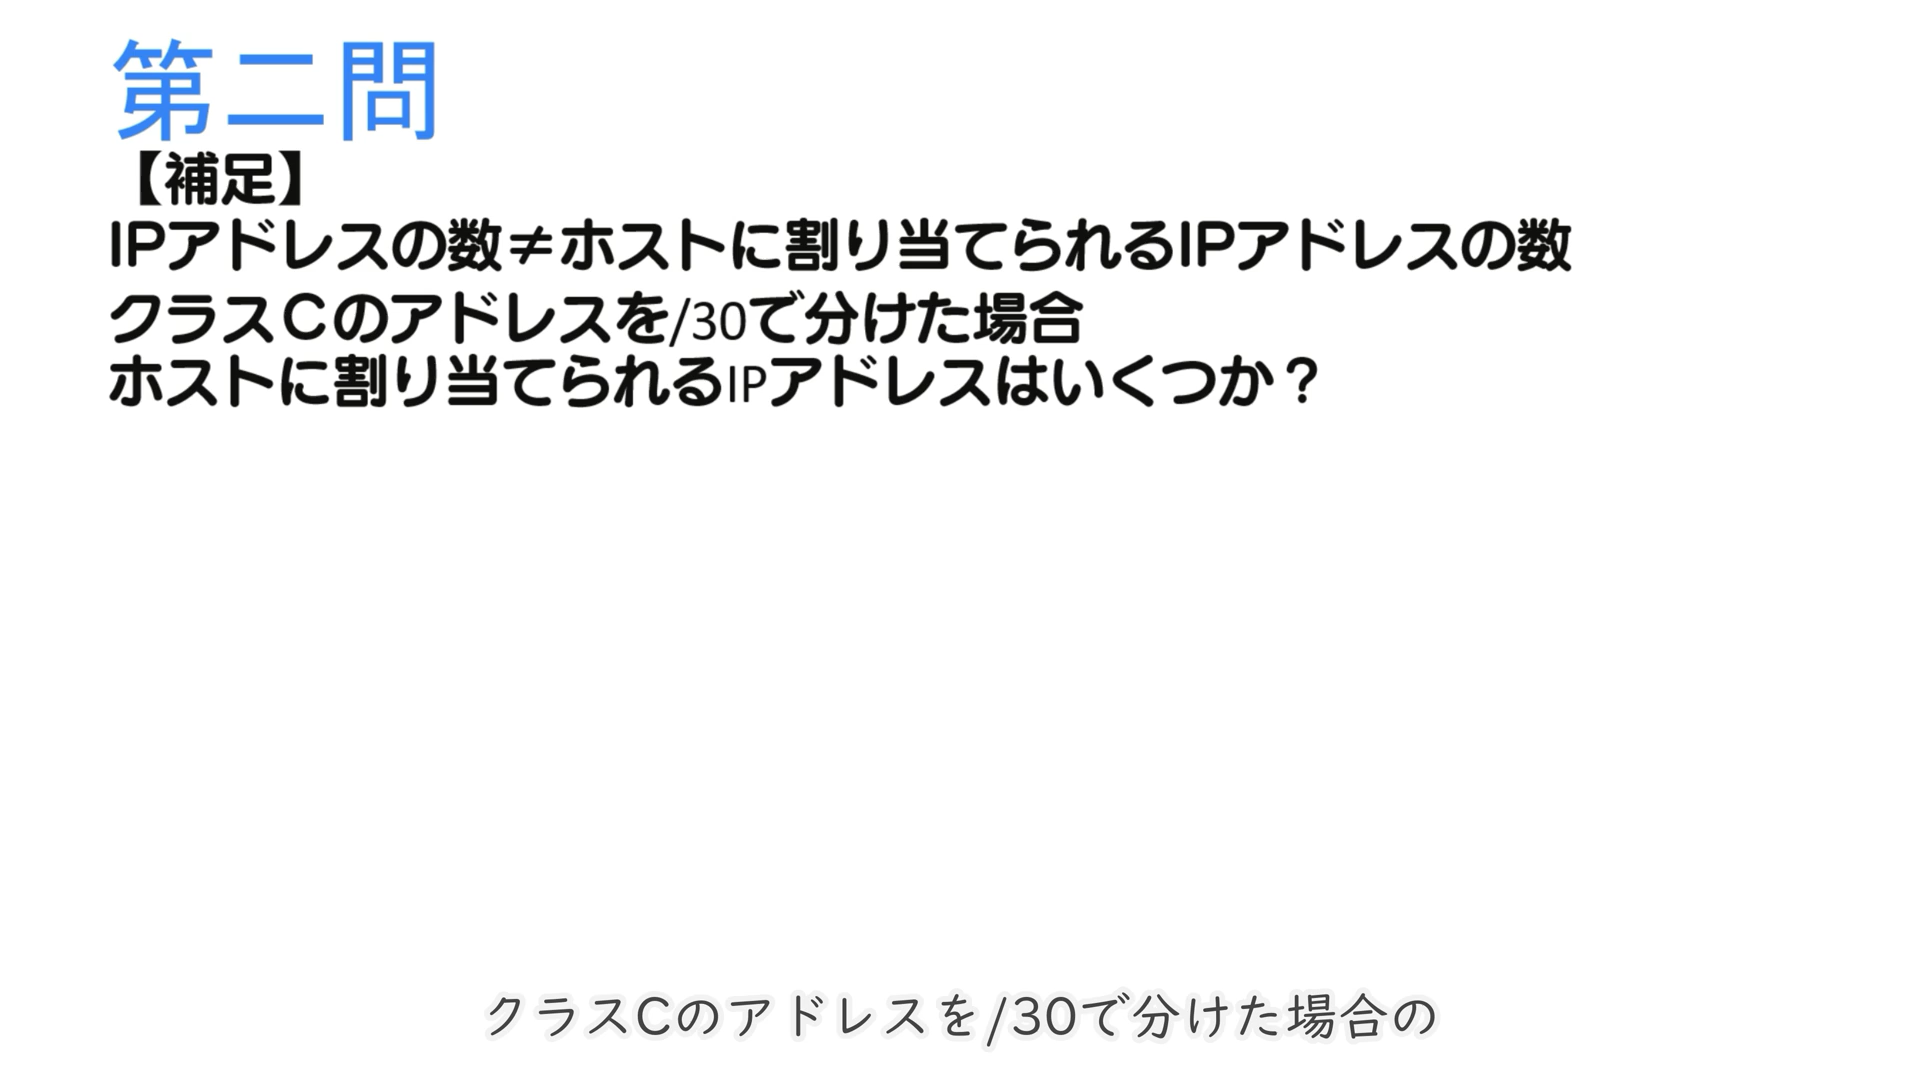 第二問
【補足】
IPアドレスの数≠ホストに割り当てられるIPアドレスの数
クラスCのアドレスを/30で分けた場合
ホストに割り当てられるIPアドレスはいくつか？
クラスCのアドレスを/30で分けた場合の